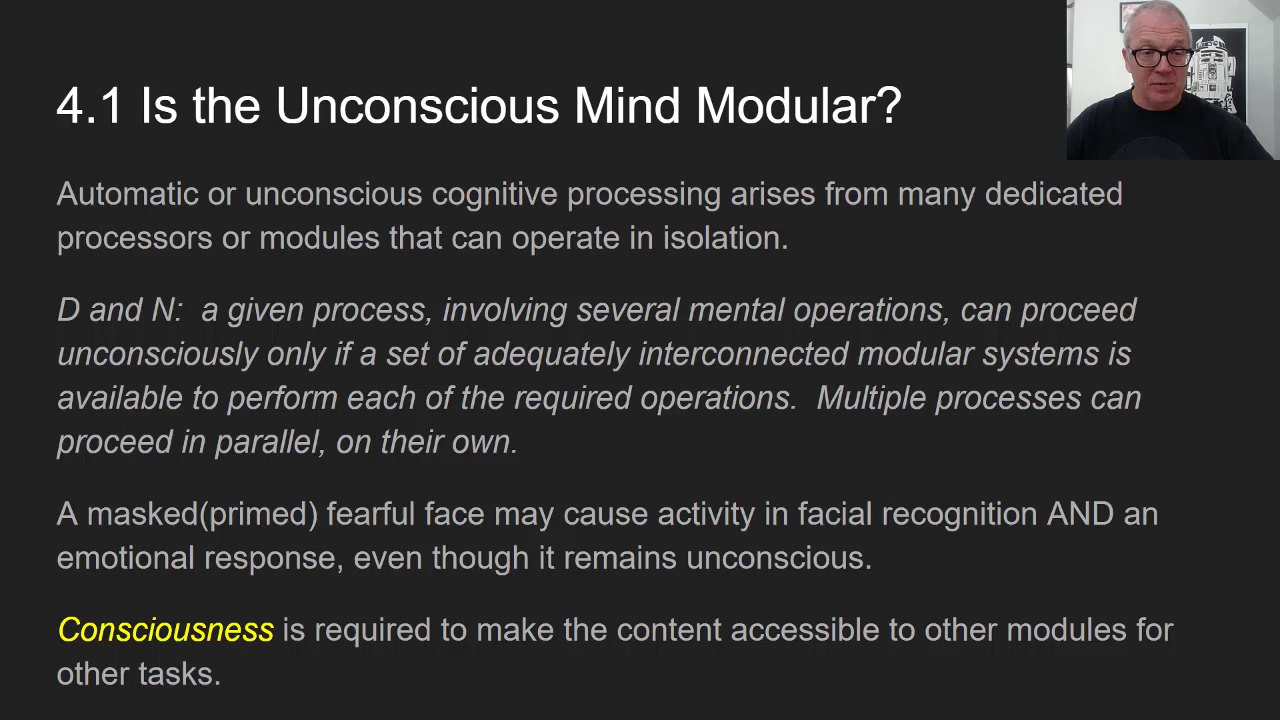 4.1 Is the Unconscious Mind Modular?
Automatic or unconscious cognitive processing arises from many dedicated
processors or modules that can operate in isolation.
D and N:  a given process, involving several mental operations, can proceed
unconsciously only if a set of adequately interconnected modular systems is
available to perform each of the required operations.  Multiple processes can
proceed in parallel, on their own.
A masked(primed) fearful face may cause activity in facial recognition AND an
emotional response, even though it remains unconscious.
Consciousness is required to make the content accessible to other modules for
other tasks.